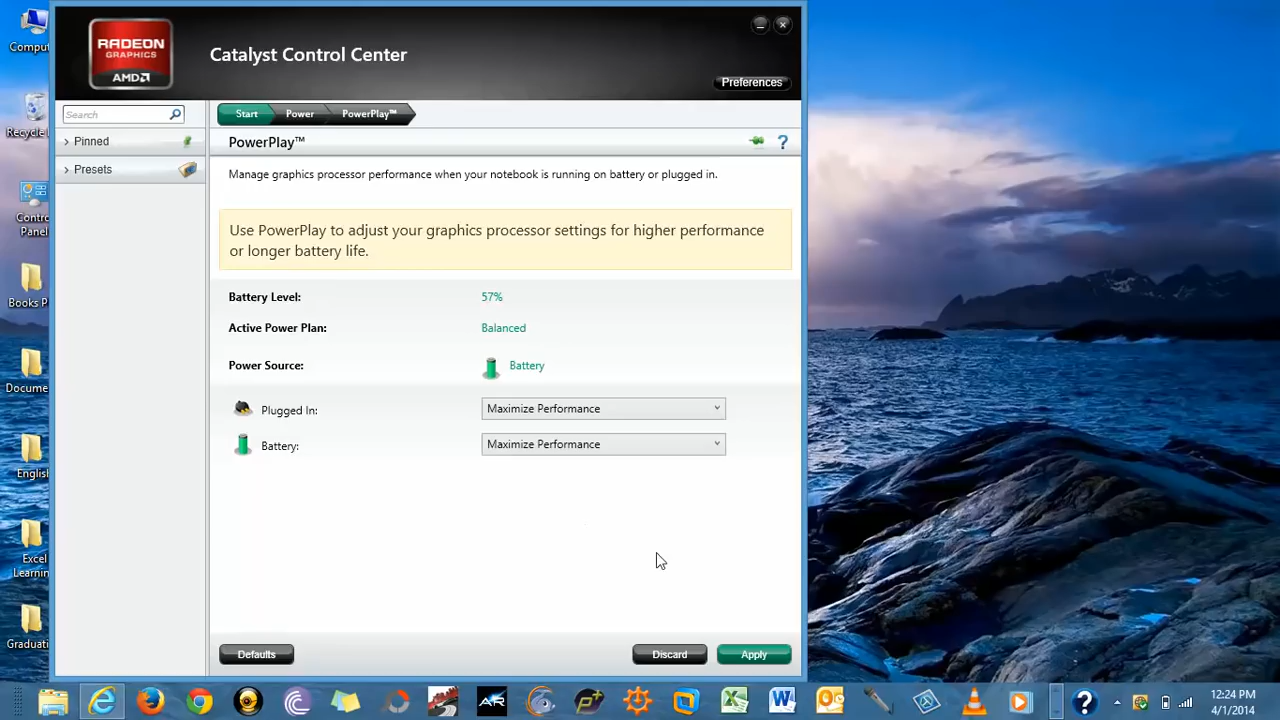 RADEON
GRAPHICS
AMD
Catalyst Control Center
Preferences
Search
Start
Power
PowerPlay™
Pinned
Presets
PowerPlay™
?
Manage graphics processor performance when your notebook is running on battery or plugged in.
Use PowerPlay to adjust your graphics processor settings for higher performance
or longer battery life.
Battery Level:
57%
Active Power Plan:
Balanced
Power Source:
Battery
Plugged In:
Maximize Performance
Battery:
Maximize Performance
Defaults
Discard
Apply
Comput
Recycle
Contro
Panel
Books P
Docume
English
Excel
Learning
Graduati
12:24 PM
4/1/2014